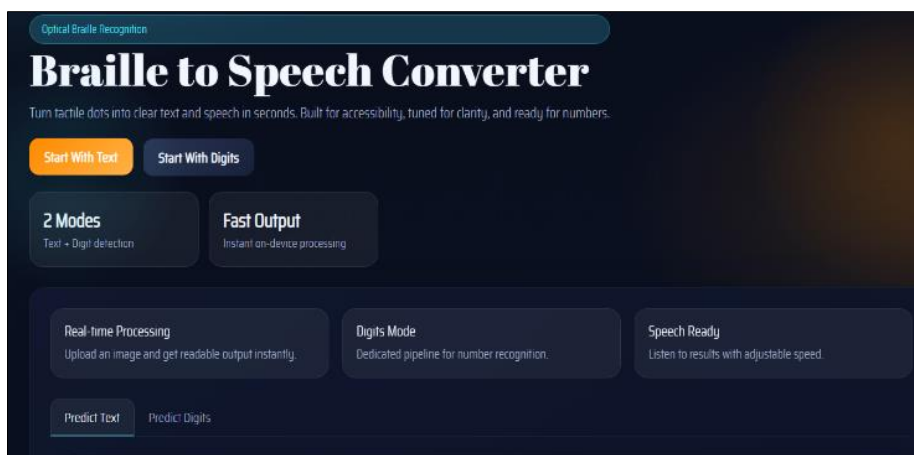 Optical Braille Recognition
Braille to Speech Converter
Turn tactile dots into clear text and speech in seconds. Built for accessibility, tuned for clarity, and ready for numbers.
Start With Text
Start With Digits
2 Modes
Text + Digit detection
Fast Output
Instant on-device processing
Real-time Processing
Upload an image and get readable output instantly.
Digits Mode
Dedicated pipeline for number recognition.
Speech Ready
Listen to results with adjustable speed.
Predict Text
Predict Digits